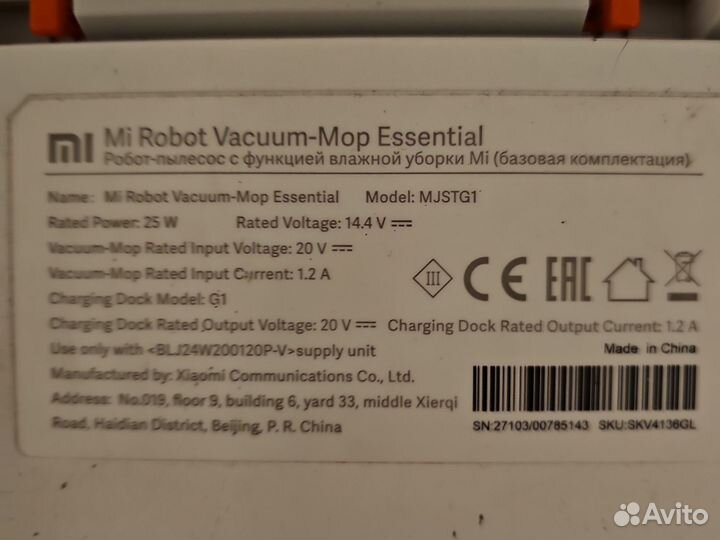 mi Mi Robot Vacuum-Mop Essential
Робот-пылесос с функцией влажной уборки Mi (базовая комплектация)
Name: Mi Robot Vacuum-Mop Essential Model: MJSTG1
Rated Power: 25 W Rated Voltage: 14.4 V
Vacuum-Mop Rated Input Voltage: 20 V
Vacuum-Mop Rated Input Current: 1.2 A
Charging Dock Model: G1
Charging Dock Rated Output Voltage: 20 V Charging Dock Rated Output Current: 1.2 A
Use only with <BLJ24W200120P-V>supply unit
Manufactured by: Xiaomi Communications Co., Ltd.
Address: No.019, floor 9, building 6, yard 33, middle Xierqi
Road, Haidian District, Beijing, P. R. China
III CE EAC
Made in China
SN:27103/00785143 SKU:SKV4136GL
Avito